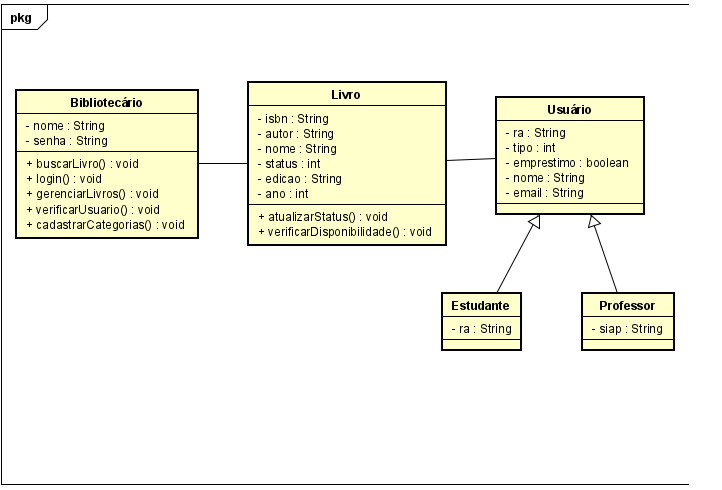 pkg
Bibliotecário
- nome : String
- senha : String
+ buscarLivro() : void
+ login() : void
+ gerenciarLivros() : void
+ verificarUsuario() : void
+ cadastrarCategorias() : void
Livro
- isbn : String
- autor : String
- nome : String
- status : int
- edicao : String
- ano : int
+ atualizarStatus() : void
+ verificarDisponibilidade() : void
Usuário
- ra : String
- tipo : int
- emprestimo : boolean
- nome : String
- email : String
Estudante
- ra : String
Professor
- siap : String